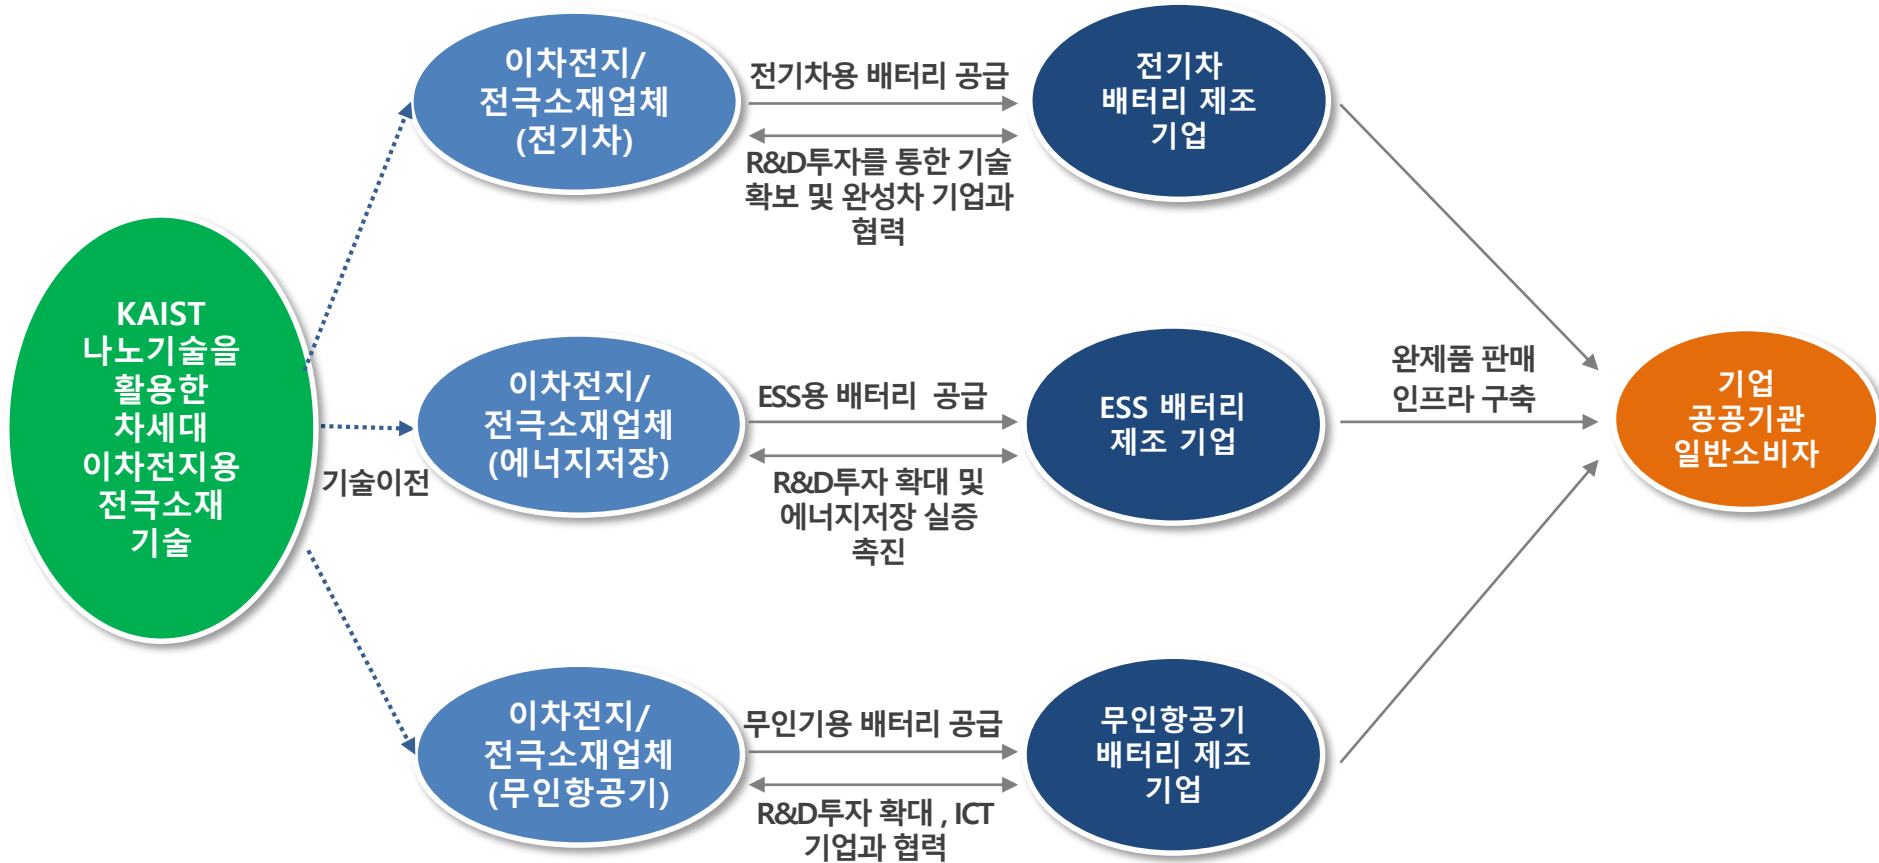 KAIST
나노기술을
활용한
차세대
이차전지용
전극소재
기술
기술이전
이차전지/
전극소재업체
(전기차)
전기차용 배터리 공급
R&D투자를 통한 기술
확보 및 완성차 기업과
협력
전기차
배터리 제조
기업
이차전지/
전극소재업체
(에너지저장)
ESS용 배터리 공급
R&D투자 확대 및
에너지저장 실증
촉진
ESS 배터리
제조 기업
이차전지/
전극소재업체
(무인항공기)
무인기용 배터리 공급
R&D투자 확대 , ICT
기업과 협력
무인항공기
배터리 제조
기업
완제품 판매
인프라 구축
기업
공공기관
일반소비자